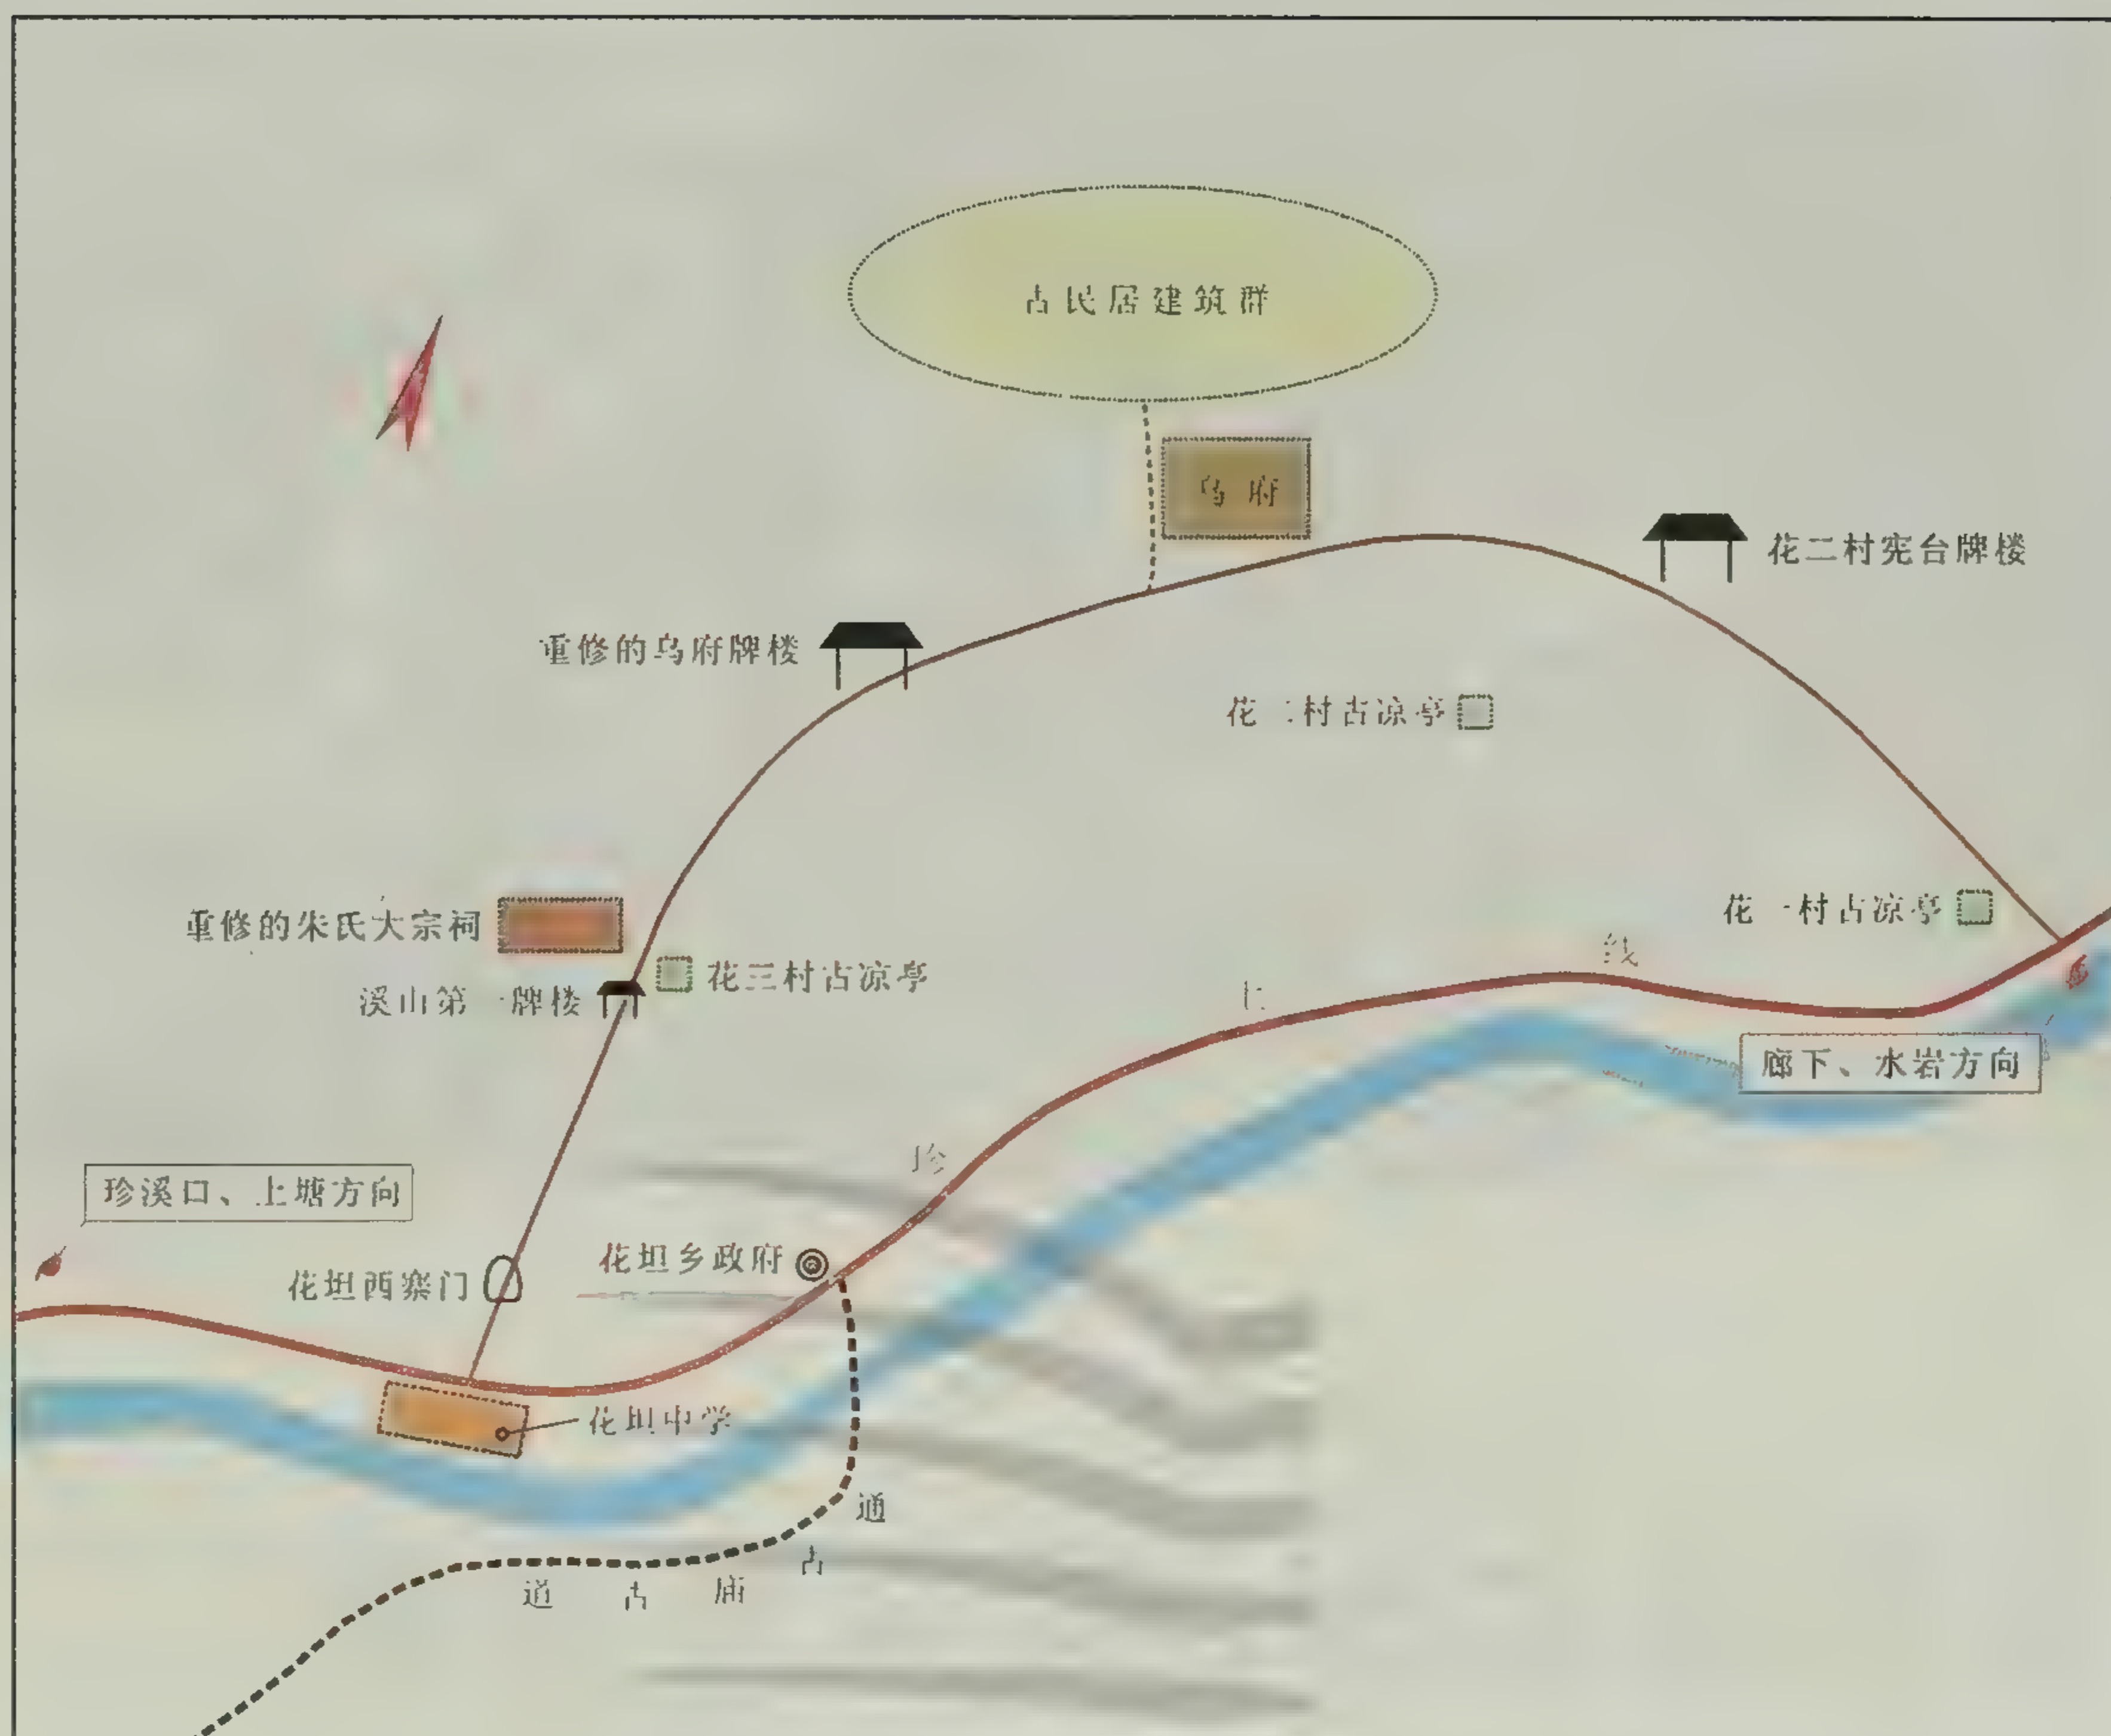 古民居建筑群
乌府
花二村宪台牌楼
重修的乌府牌楼
花二村古凉亭
重修的朱氏大宗祠
花一村古凉亭
花三村古凉亭
溪山第一牌楼
线
廊下、水岩方向
珍
珍溪口、上塘方向
花坦乡政府
花坦西寨门
花坦中学
通
古
庙
古
道